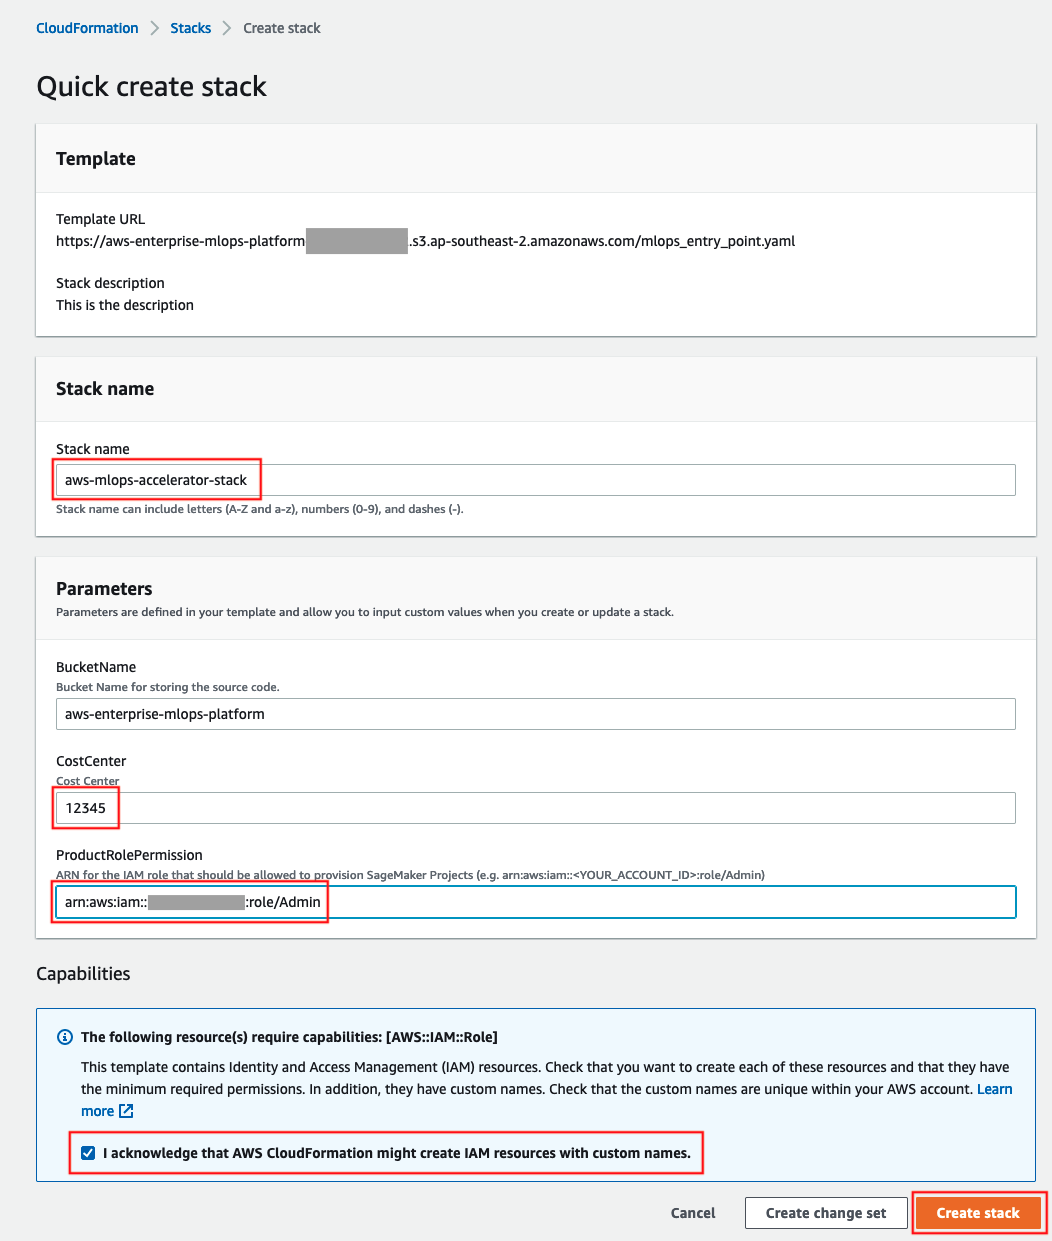 CloudFormation > Stacks > Create stack
Quick create stack
Template
Template URL
https://aws-enterprise-mlops-platform .s3.ap-southeast-2.amazonaws.com/mlops_entry_point.yaml
Stack description
This is the description
Stack name
Stack name
aws-mlops-accelerator-stack
Stack name can include letters (A-Z and a-z), numbers (0-9), and dashes (-).
Parameters
Parameters are defined in your template and allow you to input custom values when you create or update a stack.
BucketName
Bucket Name for storing the source code.
aws-enterprise-mlops-platform
CostCenter
Cost Center
12345
ProductRolePermission
ARN for the IAM role that should be allowed to provision SageMaker Projects (e.g. arn:aws:iam::<YOUR_ACCOUNT_ID>:role/Admin)
arn:aws:iam:: :role/Admin
Capabilities
The following resource(s) require capabilities: [AWS::IAM::Role]
This template contains Identity and Access Management (IAM) resources. Check that you want to create each of these resources and that they have
the minimum required permissions. In addition, they have custom names. Check that the custom names are unique within your AWS account. Learn
more
I acknowledge that AWS CloudFormation might create IAM resources with custom names.
Cancel
Create change set
Create stack